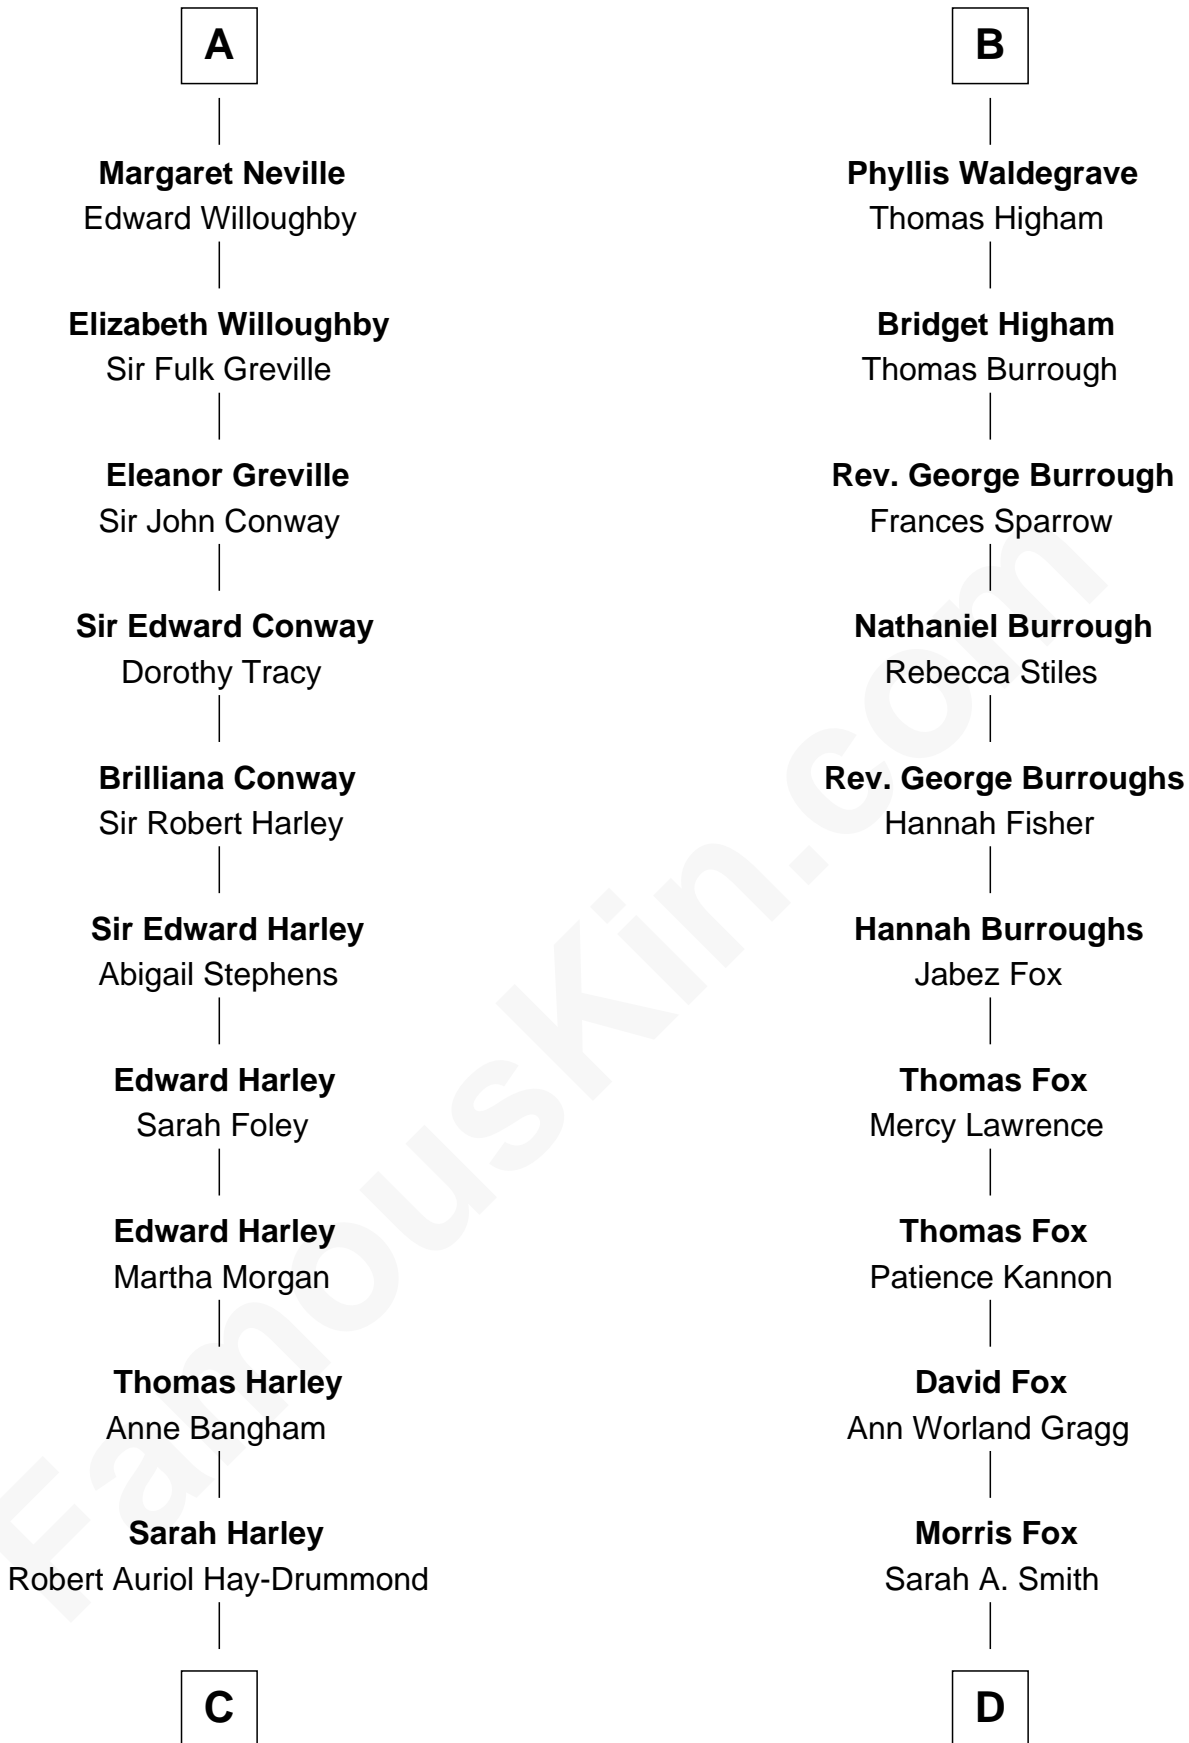 A
Margaret Neville
Edward Willoughby
Elizabeth Willoughby
Sir Fulk Greville
Eleanor Greville
Sir John Conway
Sir Edward Conway
Dorothy Tracy
Brilliana Conway
Sir Robert Harley
Sir Edward Harley
Abigail Stephens
Edward Harley
Sarah Foley
Edward Harley
Martha Morgan
Thomas Harley
Anne Bangham
Sarah Harley
Robert Auriol Hay-Drummond
C
B
Phyllis Waldegrave
Thomas Higham
Bridget Higham
Thomas Burrough
Rev. George Burrough
Frances Sparrow
Nathaniel Burrough
Rebecca Stiles
Rev. George Burroughs
Hannah Fisher
Hannah Burroughs
Jabez Fox
Thomas Fox
Mercy Lawrence
Thomas Fox
Patience Kannon
David Fox
Ann Worland Gragg
Morris Fox
Sarah A. Smith
D
FamousKin.com